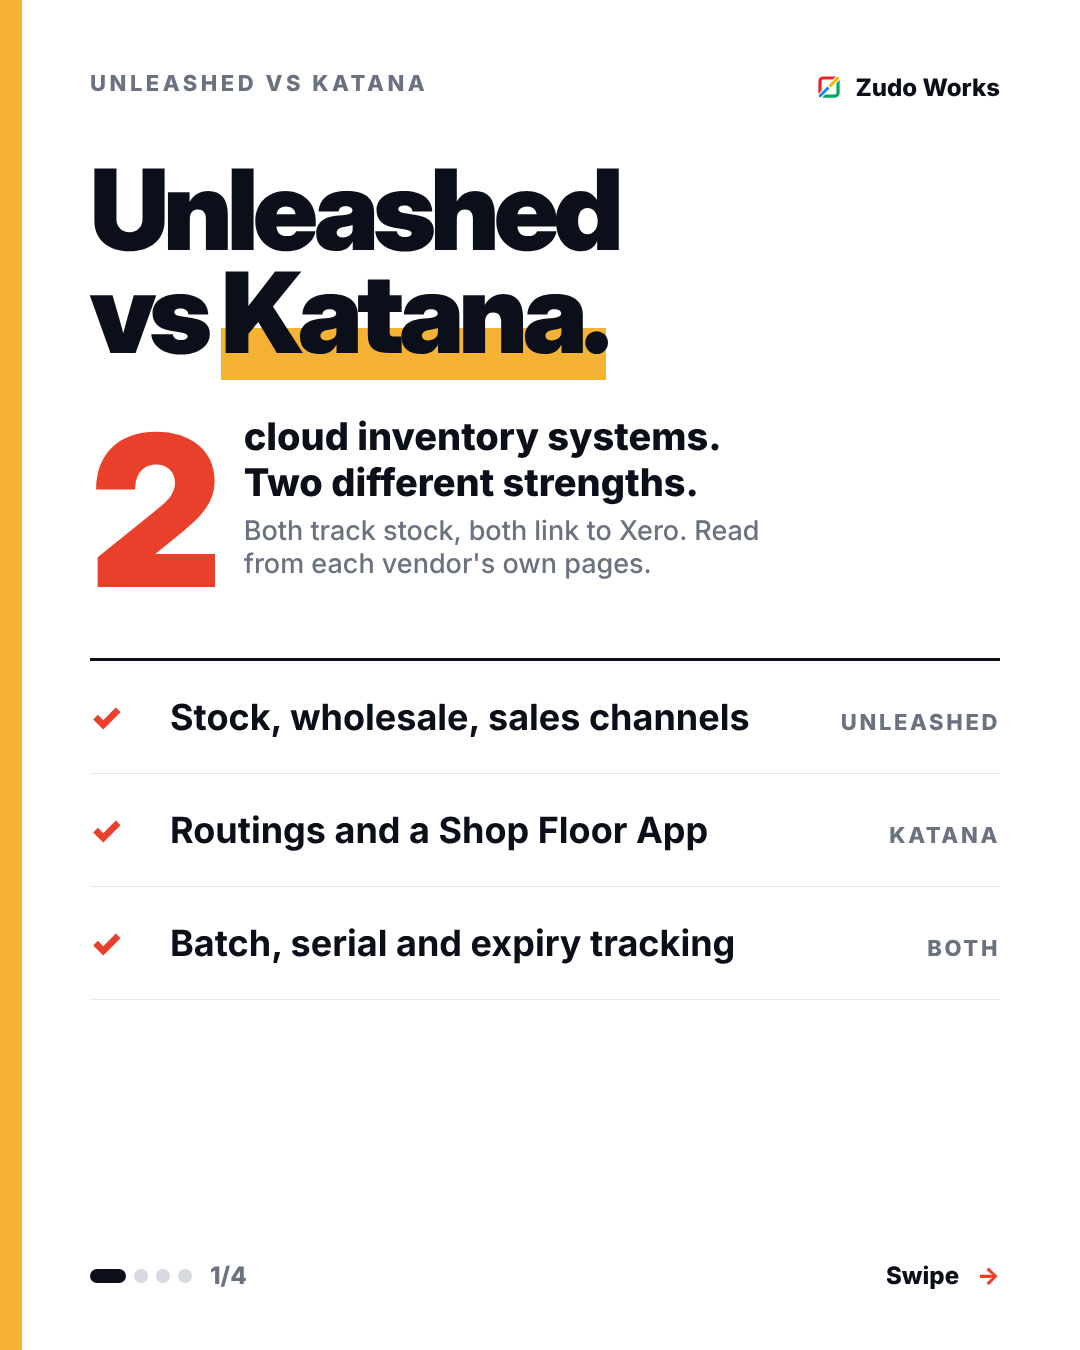 UNLEASHED VS KATANA
Zudo Works
Unleashed
vs Katana.
2
cloud inventory systems.
Two different strengths.
Both track stock, both link to Xero. Read
from each vendor's own pages.
Stock, wholesale, sales channels
UNLEASHED
Routings and a Shop Floor App
KATANA
Batch, serial and expiry tracking
BOTH
1/4
Swipe →